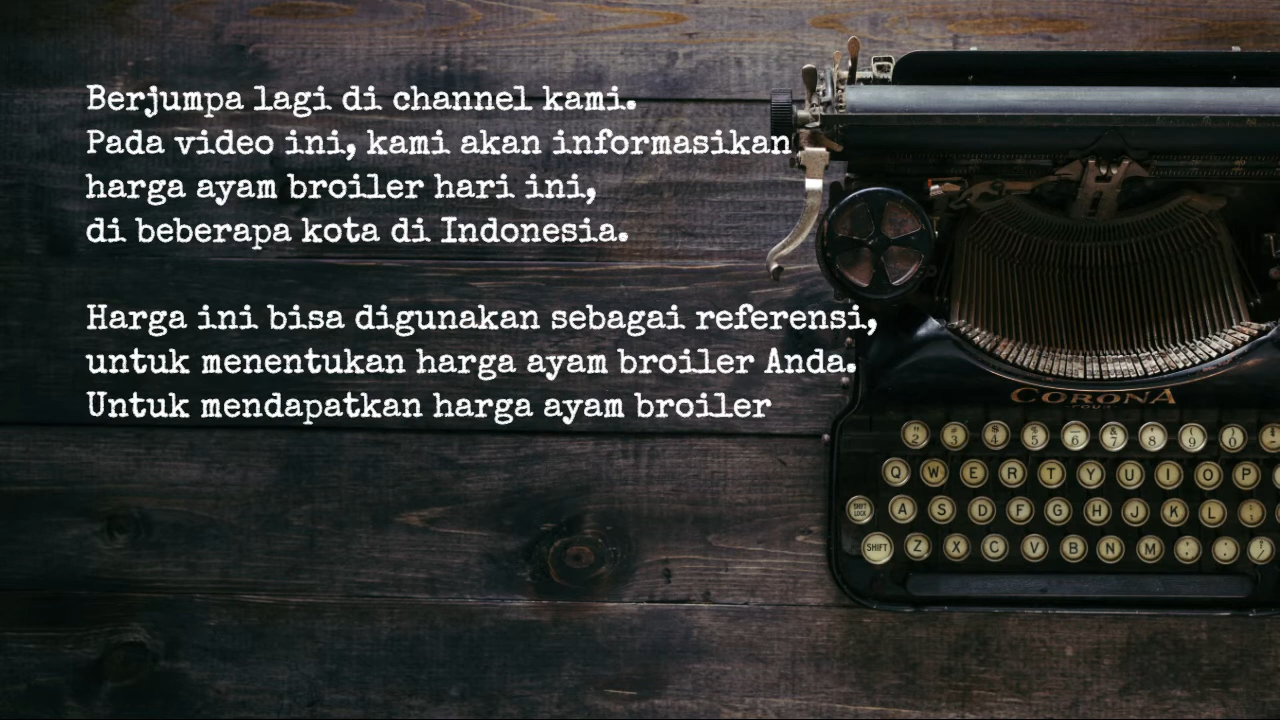 Berjumpa lagi di channel kami.
Pada video ini, kami akan informasikan
harga ayam broiler hari ini,
di beberapa kota di Indonesia.
Harga ini bisa digunakan sebagai referensi,
untuk menentukan harga ayam broiler Anda.
Untuk mendapatkan harga ayam broiler
CORONA
2 3 4 5 6 7 8 9 0
Q W E R T Y U I O P
SHIFT LOCK A S D F G H J K L
SHIFT Z X C V B N M